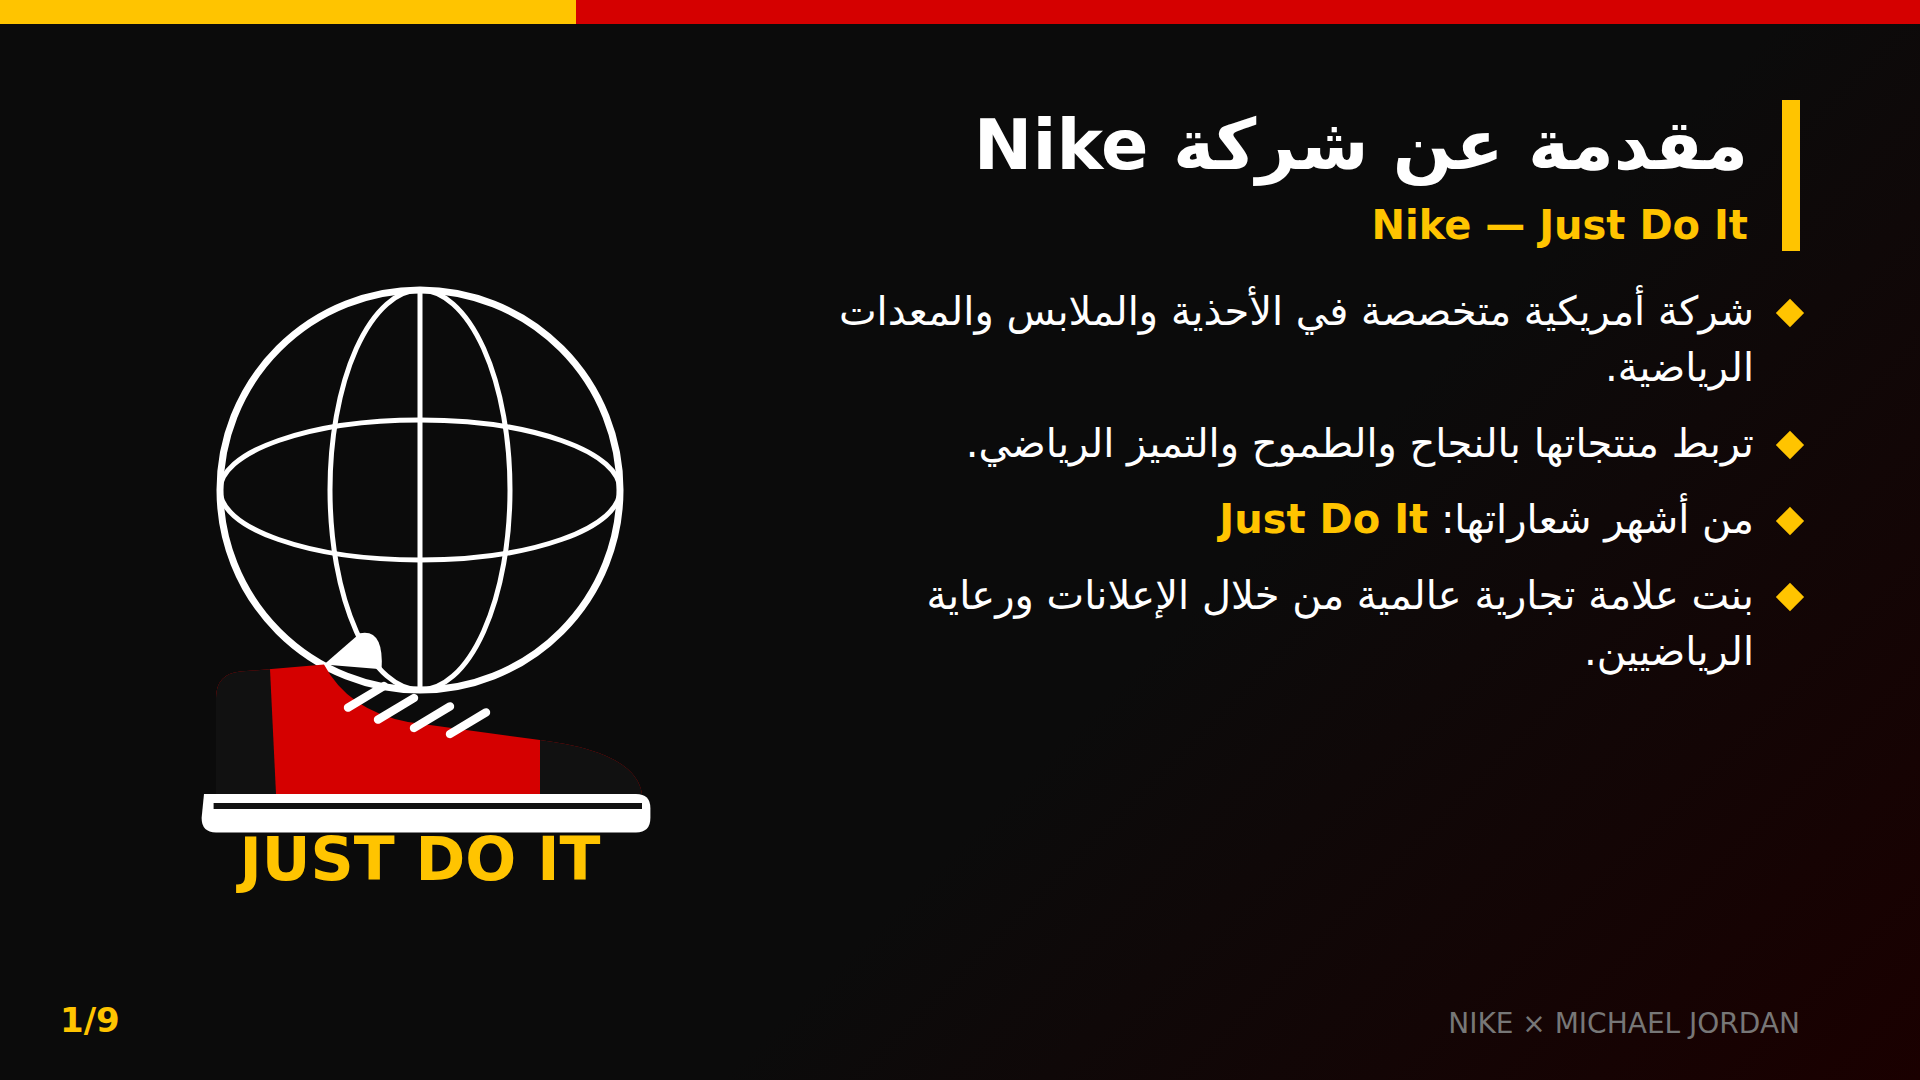 مقدمة عن شركة Nike
Nike — Just Do It
شركة أمريكية متخصصة في الأحذية والملابس والمعدات
الرياضية.
تربط منتجاتها بالنجاح والطموح والتميز الرياضي.
من أشهر شعاراتها: Just Do It
بنت علامة تجارية عالمية من خلال الإعلانات ورعاية
الرياضيين.
JUST DO IT
NIKE × MICHAEL JORDAN
1/9